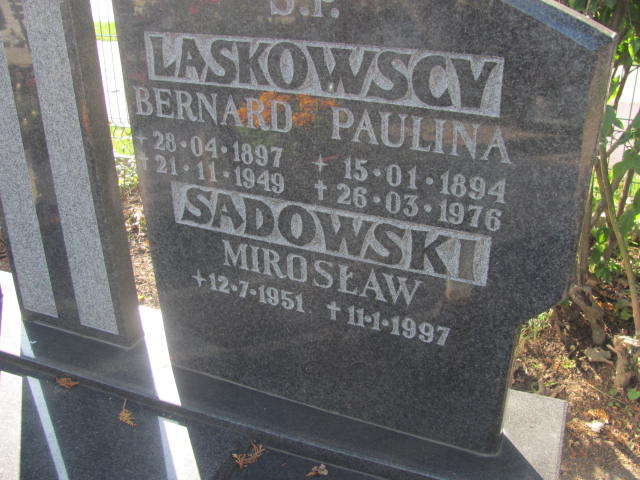 Ś.P.
LASKOWSCY
BERNARD PAULINA
+ 28·04·1897 + 15·01·1894
+ 21·11·1949 + 26·03·1976
SADOWSKI
MIROSŁAW
+12·7·1951 +11·1·1997